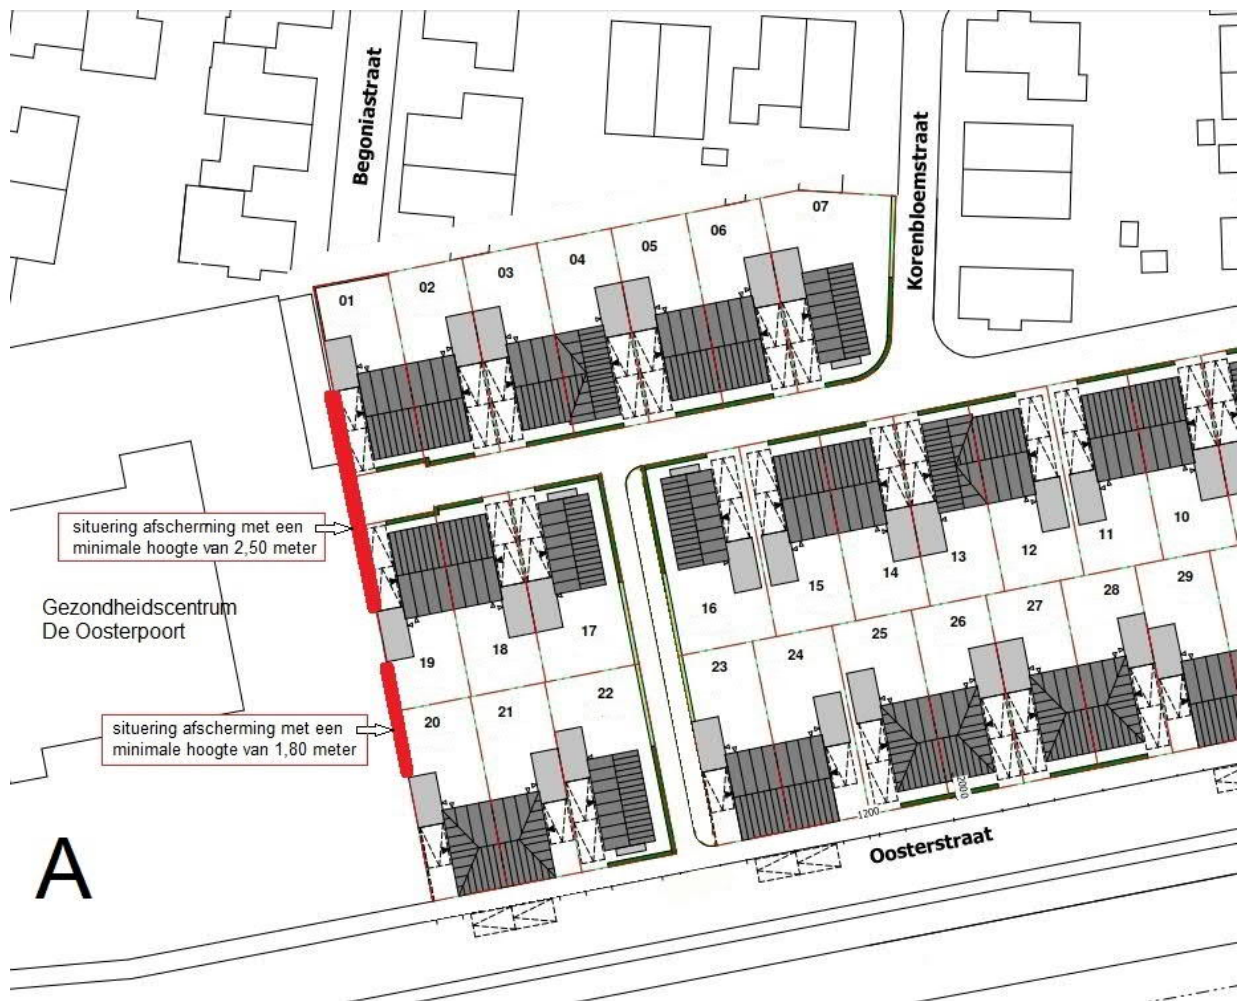 Begoniastraat
Korenbloemstraat
07
06
05
04
03
02
01
situering afscherming met een
minimale hoogte van 2,50 meter
Gezondheidscentrum
De Oosterpoort
19
18
17
16
15
14
13
12
11
10
situering afscherming met een
minimale hoogte van 1,80 meter
20
21
22
23
24
25
26
27
28
29
1200
2000
Oosterstraat
A